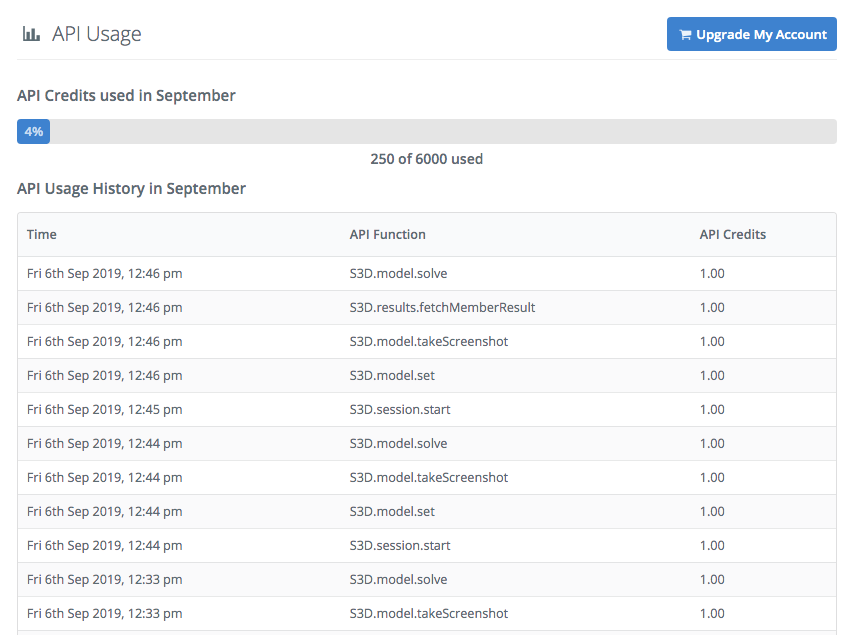 API Usage
Upgrade My Account
API Credits used in September
4%
250 of 6000 used
API Usage History in September
Time API Function API Credits
Fri 6th Sep 2019, 12:46 pm S3D.model.solve 1.00
Fri 6th Sep 2019, 12:46 pm S3D.results.fetchMemberResult 1.00
Fri 6th Sep 2019, 12:46 pm S3D.model.takeScreenshot 1.00
Fri 6th Sep 2019, 12:46 pm S3D.model.set 1.00
Fri 6th Sep 2019, 12:45 pm S3D.session.start 1.00
Fri 6th Sep 2019, 12:44 pm S3D.model.solve 1.00
Fri 6th Sep 2019, 12:44 pm S3D.model.takeScreenshot 1.00
Fri 6th Sep 2019, 12:44 pm S3D.model.set 1.00
Fri 6th Sep 2019, 12:44 pm S3D.session.start 1.00
Fri 6th Sep 2019, 12:33 pm S3D.model.solve 1.00
Fri 6th Sep 2019, 12:33 pm S3D.model.takeScreenshot 1.00